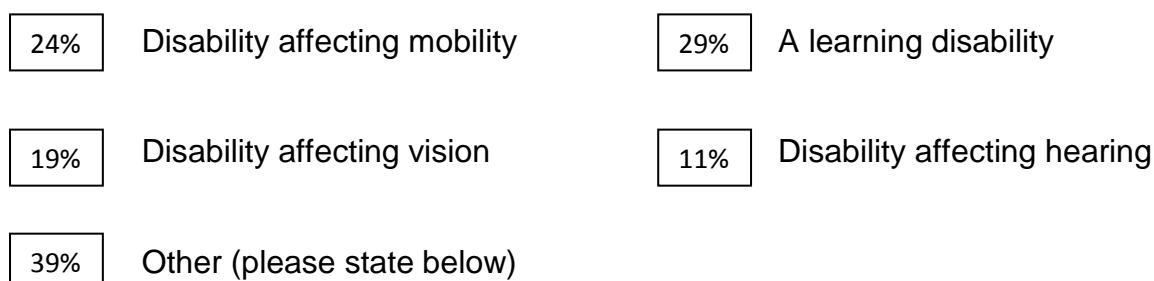 24% Disability affecting mobility 29% A learning disability
19% Disability affecting vision 11% Disability affecting hearing
39% Other (please state below)